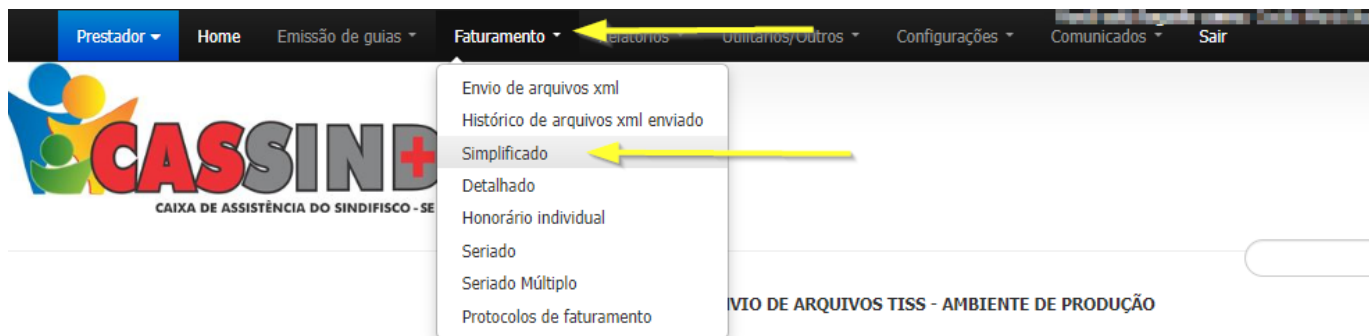 Prestador Home Emissão de guias Faturamento Relatórios Utilitários/Outros Configurações Comunicados Sair
Envio de arquivos xml
Histórico de arquivos xml enviado
Simplificado
Detalhado
Honorário individual
Seriado
Seriado Múltiplo
Protocolos de faturamento
CASSIND
CAIXA DE ASSISTÊNCIA DO SINDIFISCO - SE
VIO DE ARQUIVOS TISS - AMBIENTE DE PRODUÇÃO